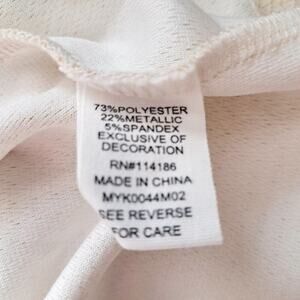 73%POLYESTER
22%METALLIC
5%SPANDEX
EXCLUSIVE OF
DECORATION
RN#114186
MADE IN CHINA
MYK0044M02
SEE REVERSE
FOR CARE